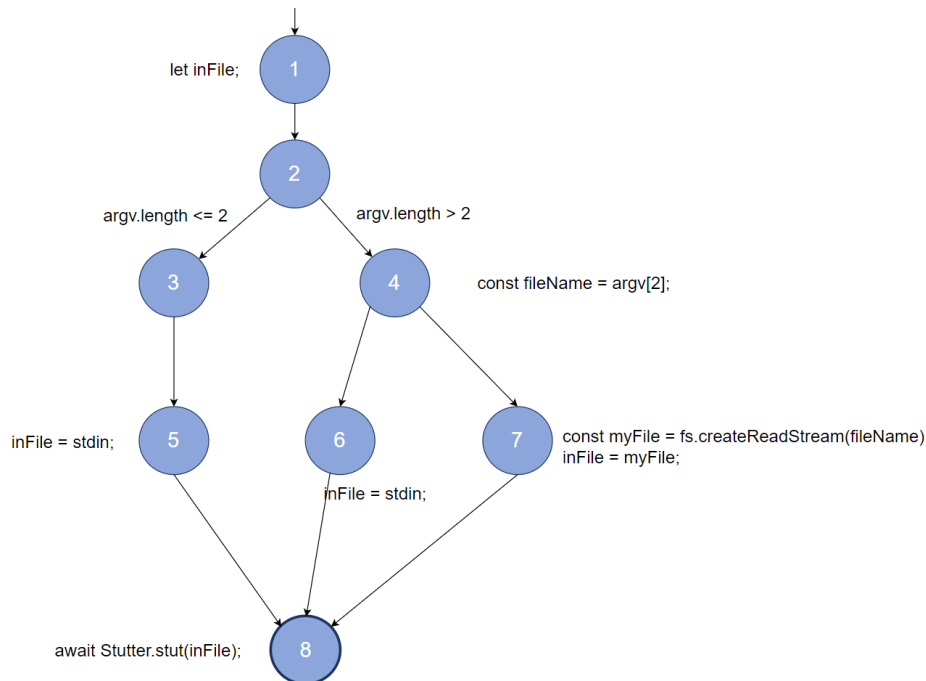 let inFile;
1
2
argv.length <= 2
argv.length > 2
3
4
const fileName = argv[2];
inFile = stdin;
5
6
7
const myFile = fs.createReadStream(fileName)
inFile = myFile;
inFile = stdin;
await Stutter.stut(inFile);
8